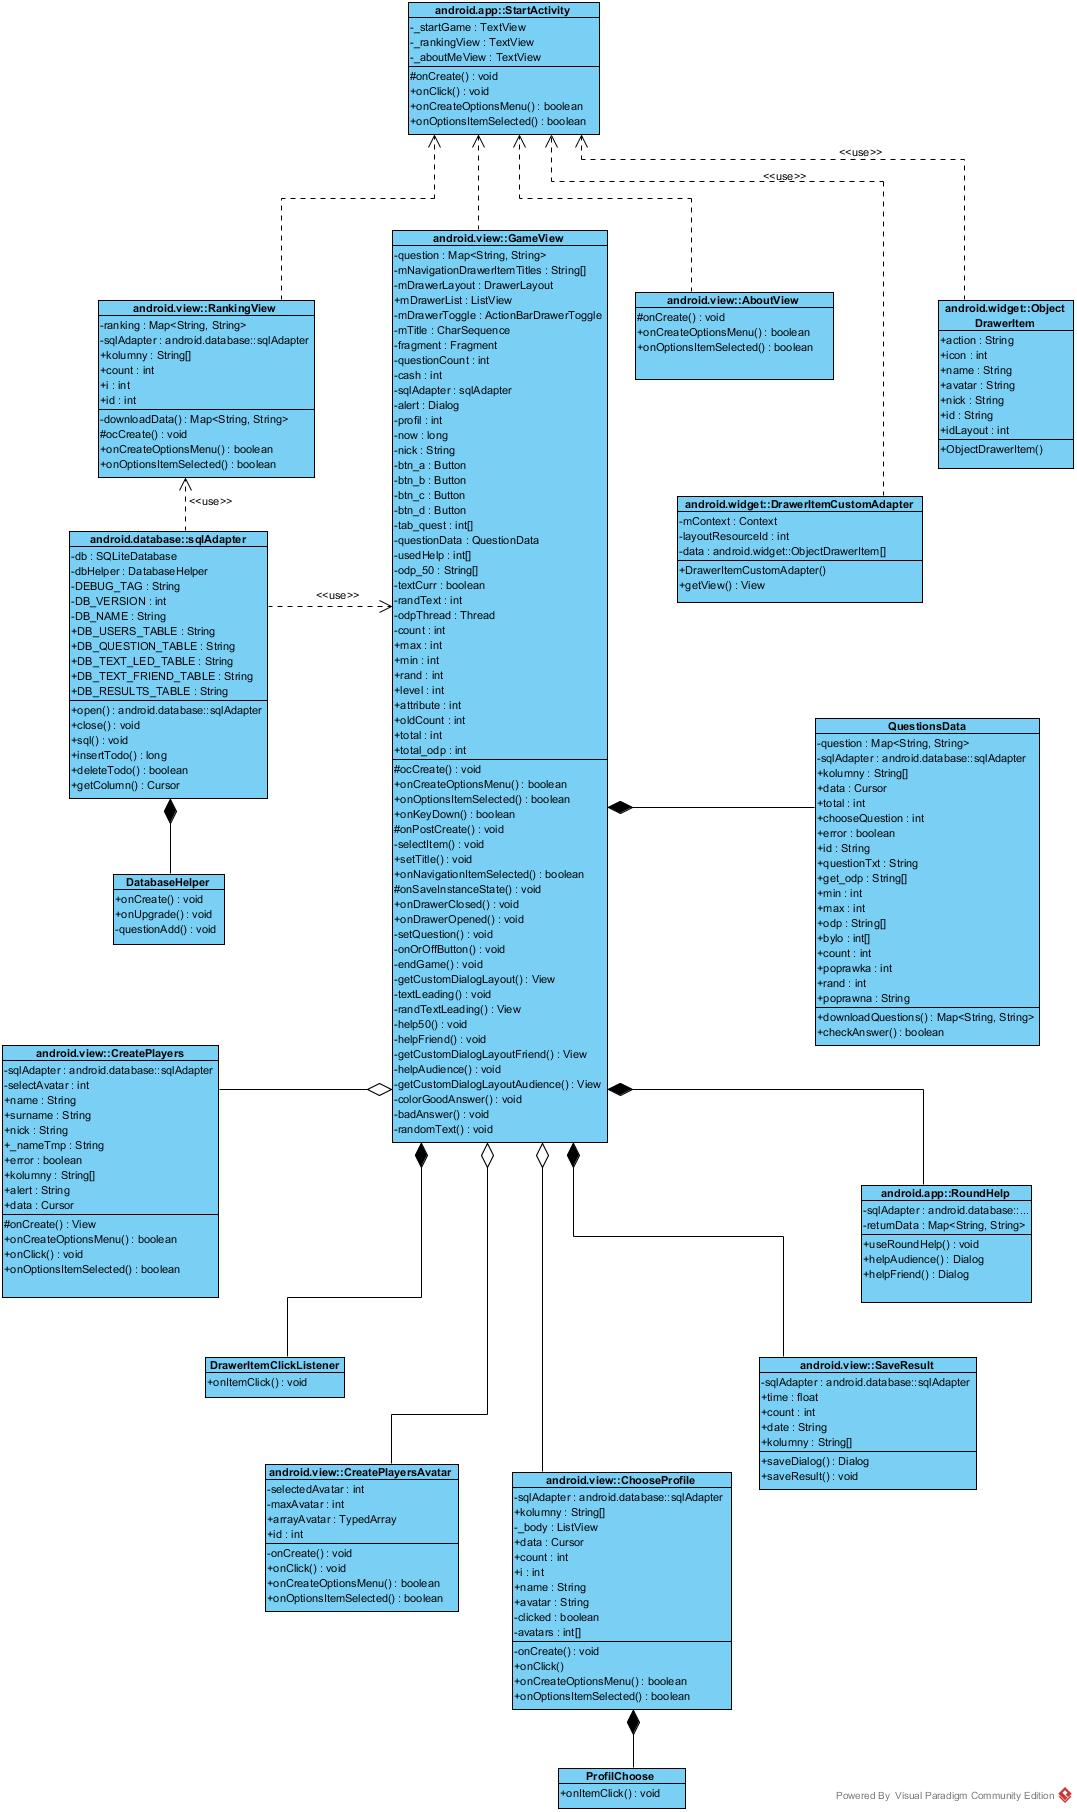 android.app::StartActivity
-_startGame : TextView
-_rankingView : TextView
-_aboutMeView : TextView
#onCreate() : void
+onClick() : void
+onCreateOptionsMenu() : boolean
+onOptionsItemSelected() : boolean
<<use>>
<<use>>
android.view::GameView
-question : Map<String, String>
-mNavigationDrawerItemTitles : String[]
-mDrawerLayout : DrawerLayout
+mDrawerList : ListView
-mDrawerToggle : ActionBarDrawerToggle
-mTitle : CharSequence
-fragment : Fragment
-questionCount : int
-cash : int
-sqlAdapter : sqlAdapter
-alert : Dialog
-profil : int
-now : long
-nick : String
-btn_a : Button
-btn_b : Button
-btn_c : Button
-btn_d : Button
-tab_quest : int[]
-questionData : QuestionData
-usedHelp : int[]
-odp_50 : String[]
-textCurr : boolean
-randText : int
-odpThread : Thread
-count : int
+max : int
+min : int
+rand : int
+level : int
+attribute : int
+oldCount : int
+total : int
+total_odp : int
#ocCreate() : void
+onCreateOptionsMenu() : boolean
+onOptionsItemSelected() : boolean
+onKeyDown() : boolean
#onPostCreate() : void
-selectItem() : void
+setTitle() : void
+onNavigationItemSelected() : boolean
#onSaveInstanceState() : void
+onDrawerClosed() : void
+onDrawerOpened() : void
-setQuestion() : void
-onOrOffButton() : void
-endGame() : void
-getCustomDialogLayout() : View
-textLeading() : void
-randTextLeading() : View
-help50() : void
-helpFriend() : void
-getCustomDialogLayoutFriend() : View
-helpAudience() : void
-getCustomDialogLayoutAudience() : View
-colorGoodAnswer() : void
-badAnswer() : void
-randomText() : void
android.view::RankingView
-ranking : Map<String, String>
-sqlAdapter : android.database::sqlAdapter
+kolumny : String[]
+count : int
+i : int
+id : int
-downloadData() : Map<String, String>
#ocCreate() : void
+onCreateOptionsMenu() : boolean
+onOptionsItemSelected() : boolean
<<use>>
android.view::AboutView
#onCreate() : void
+onCreateOptionsMenu() : boolean
+onOptionsItemSelected() : boolean
android.widget::Object
DrawerItem
+action : String
+icon : int
+name : String
+avatar : String
+nick : String
+id : String
+idLayout : int
+ObjectDrawerItem()
android.widget::DrawerItemCustomAdapter
-mContext : Context
-layoutResourceId : int
-data : android.widget::ObjectDrawerItem[]
+DrawerItemCustomAdapter()
+getView() : View
android.database::sqlAdapter
-db : SQLiteDatabase
-dbHelper : DatabaseHelper
-DEBUG_TAG : String
-DB_VERSION : int
-DB_NAME : String
+DB_USERS_TABLE : String
+DB_QUESTION_TABLE : String
+DB_TEXT_LED_TABLE : String
+DB_TEXT_FRIEND_TABLE : String
+DB_RESULTS_TABLE : String
+open() : android.database::sqlAdapter
+close() : void
+sql() : void
+insertTodo() : long
+deleteTodo() : boolean
+getColumn() : Cursor
<<use>>
DatabaseHelper
+onCreate() : void
+onUpgrade() : void
-questionAdd() : void
QuestionsData
-question : Map<String, String>
-sqlAdapter : android.database::sqlAdapter
+kolumny : String[]
+data : Cursor
+total : int
+chooseQuestion : int
+error : boolean
+id : String
+questionTxt : String
+get_odp : String[]
+min : int
+max : int
+odp : String[]
+bylo : int[]
+count : int
+poprawka : int
+rand : int
+poprawna : String
+downloadQuestions() : Map<String, String>
+checkAnswer() : boolean
android.view::CreatePlayers
-sqlAdapter : android.database::sqlAdapter
-selectAvatar : int
+name : String
+surname : String
+nick : String
+_nameTmp : String
+error : boolean
+kolumny : String[]
+alert : String
+data : Cursor
#onCreate() : View
+onCreateOptionsMenu() : boolean
+onClick() : void
+onOptionsItemSelected() : boolean
android.app::RoundHelp
-sqlAdapter : android.database::...
-returnData : Map<String, String>
+useRoundHelp() : void
+helpAudience() : Dialog
+helpFriend() : Dialog
DrawerItemClickListener
+onItemClick() : void
android.view::SaveResult
-sqlAdapter : android.database::sqlAdapter
+time : float
+count : int
+date : String
+kolumny : String[]
+saveDialog() : Dialog
+saveResult() : void
android.view::CreatePlayersAvatar
-selectedAvatar : int
-maxAvatar : int
+arrayAvatar : TypedArray
+id : int
-onCreate() : void
+onClick() : void
+onCreateOptionsMenu() : boolean
+onOptionsItemSelected() : boolean
android.view::ChooseProfile
-sqlAdapter : android.database::sqlAdapter
+kolumny : String[]
-_body : ListView
+data : Cursor
+count : int
+i : int
+name : String
+avatar : String
-clicked : boolean
-avatars : int[]
-onCreate() : void
+onClick()
+onCreateOptionsMenu() : boolean
+onOptionsItemSelected() : boolean
ProfilChoose
+onItemClick() : void
Powered By Visual Paradigm Community Edition